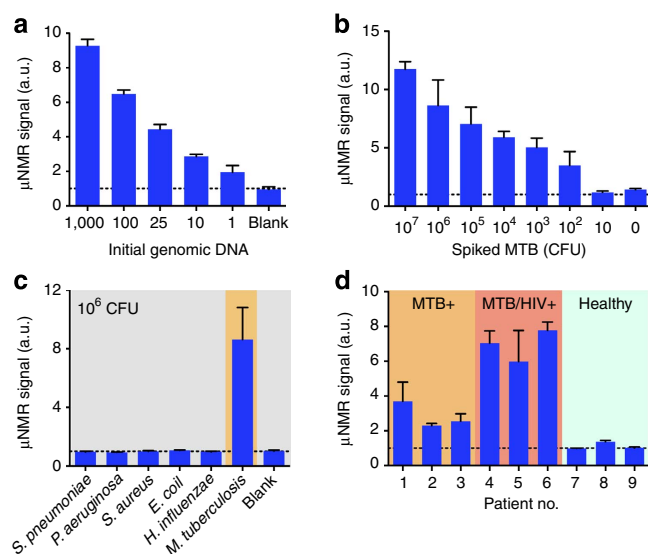 a
µNMR signal (a.u.)
10
8
6
4
2
0
1,000 100 25 10 1 Blank
Initial genomic DNA
b
µNMR signal (a.u.)
15
10
5
0
10⁷ 10⁶ 10⁵ 10⁴ 10³ 10² 10 0
Spiked MTB (CFU)
c
µNMR signal (a.u.)
12
8
4
0
10⁶ CFU
S. pneumoniae
P. aeruginosa
S. aureus
E. coil
H. influenzae
M. tuberculosis
Blank
d
µNMR signal (a.u.)
10
8
6
4
2
0
MTB+ MTB/HIV+ Healthy
1 2 3 4 5 6 7 8 9
Patient no.